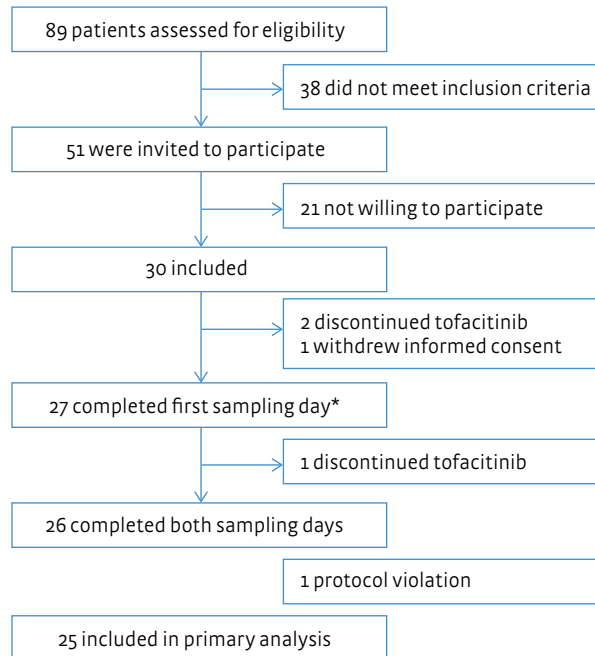 89 patients assessed for eligibility
38 did not meet inclusion criteria
51 were invited to participate
21 not willing to participate
30 included
2 discontinued tofacitinib
1 withdrew informed consent
27 completed first sampling day*
1 discontinued tofacitinib
26 completed both sampling days
1 protocol violation
25 included in primary analysis